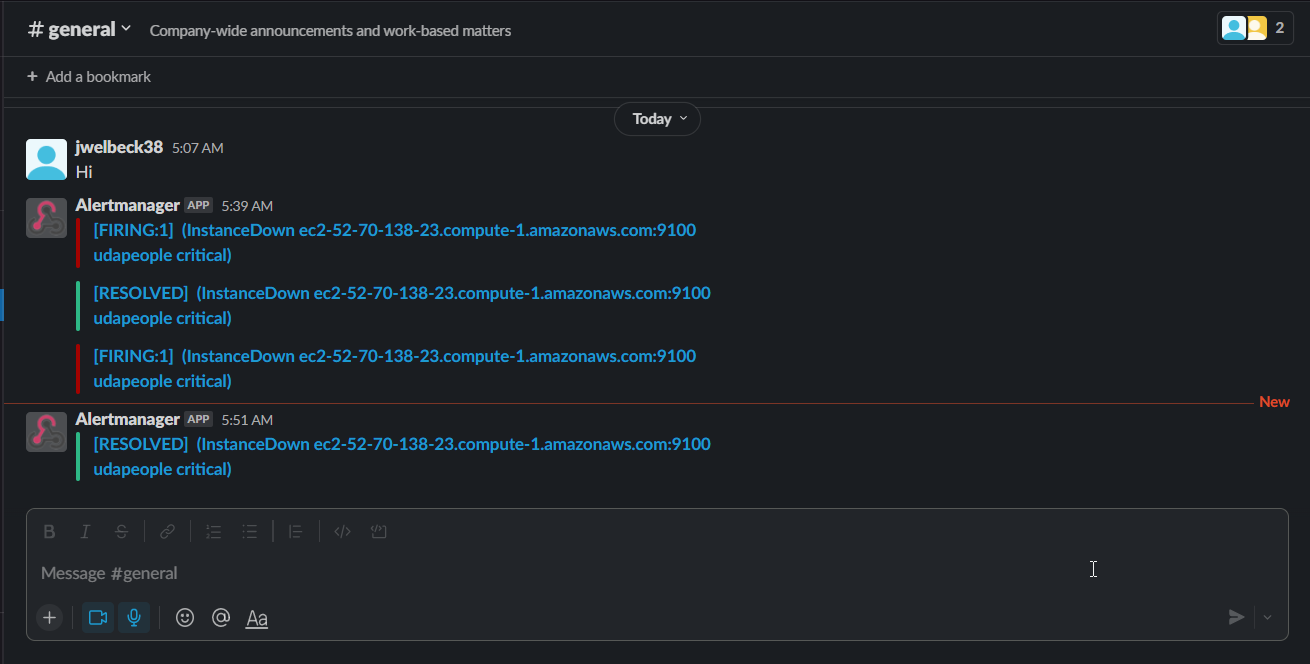 # general Company-wide announcements and work-based matters 2
+ Add a bookmark
Today
jwelbeck38 5:07 AM
Hi
Alertmanager APP 5:39 AM
[FIRING:1] (InstanceDown ec2-52-70-138-23.compute-1.amazonaws.com:9100
udapeople critical)
[RESOLVED] (InstanceDown ec2-52-70-138-23.compute-1.amazonaws.com:9100
udapeople critical)
[FIRING:1] (InstanceDown ec2-52-70-138-23.compute-1.amazonaws.com:9100
udapeople critical)
New
Alertmanager APP 5:51 AM
[RESOLVED] (InstanceDown ec2-52-70-138-23.compute-1.amazonaws.com:9100
udapeople critical)
B I S
Message #general
+ @ Aa